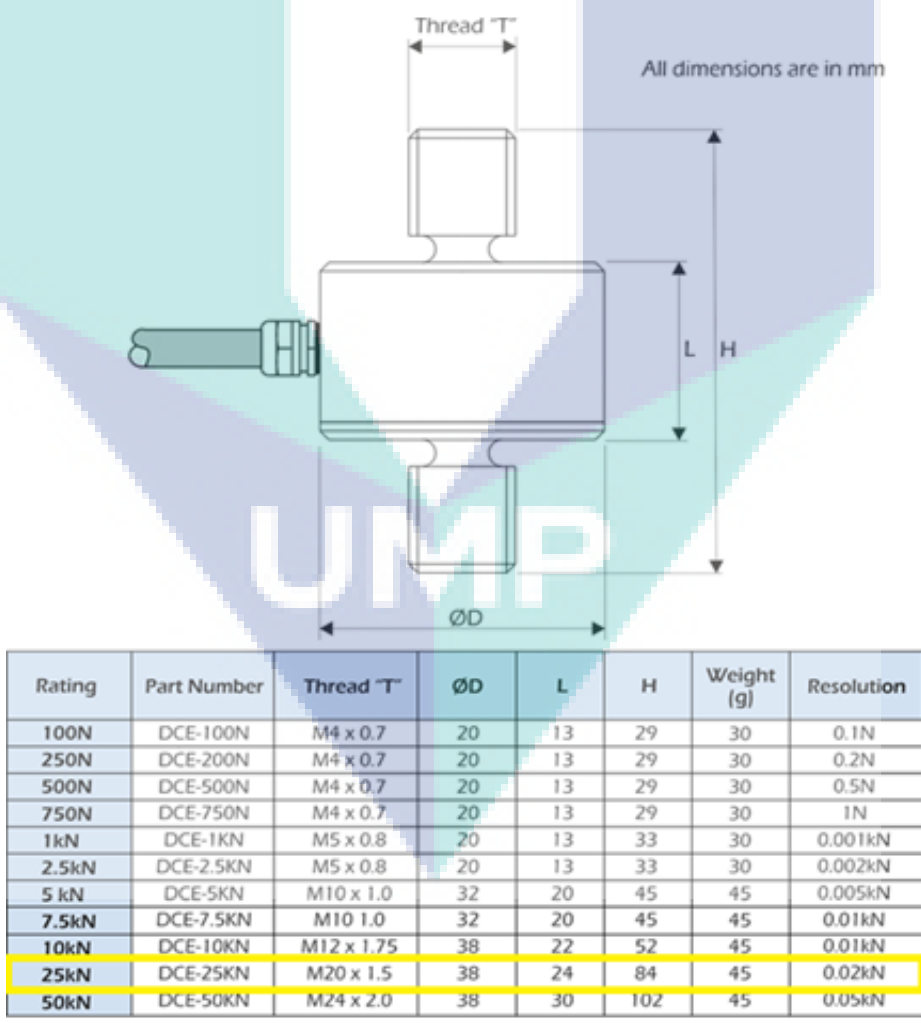 Thread "T"
All dimensions are in mm
L H
UMP
ØD
Rating Part Number Thread "T" ØD L H Weight (g) Resolution
100N DCE-100N M4 x 0.7 20 13 29 30 0.1N
250N DCE-200N M4 x 0.7 20 13 29 30 0.2N
500N DCE-500N M4 x 0.7 20 13 29 30 0.5N
750N DCE-750N M4 x 0.7 20 13 29 30 1N
1kN DCE-1KN M5 x 0.8 20 13 33 30 0.001kN
2.5kN DCE-2.5KN M5 x 0.8 20 13 33 30 0.002kN
5 kN DCE-5KN M10 x 1.0 32 20 45 45 0.005kN
7.5kN DCE-7.5KN M10 1.0 32 20 45 45 0.01kN
10kN DCE-10KN M12 x 1.75 38 22 52 45 0.01kN
25kN DCE-25KN M20 x 1.5 38 24 84 45 0.02kN
50kN DCE-50KN M24 x 2.0 38 30 102 45 0.05kN